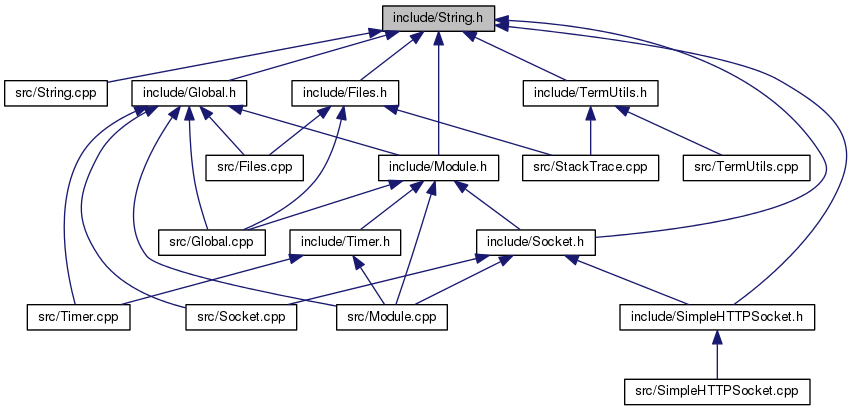 include/String.h
src/String.cpp
include/Global.h
include/Files.h
include/TermUtils.h
src/Files.cpp
include/Module.h
src/StackTrace.cpp
src/TermUtils.cpp
src/Global.cpp
include/Timer.h
include/Socket.h
src/Timer.cpp
src/Socket.cpp
src/Module.cpp
include/SimpleHTTPSocket.h
src/SimpleHTTPSocket.cpp